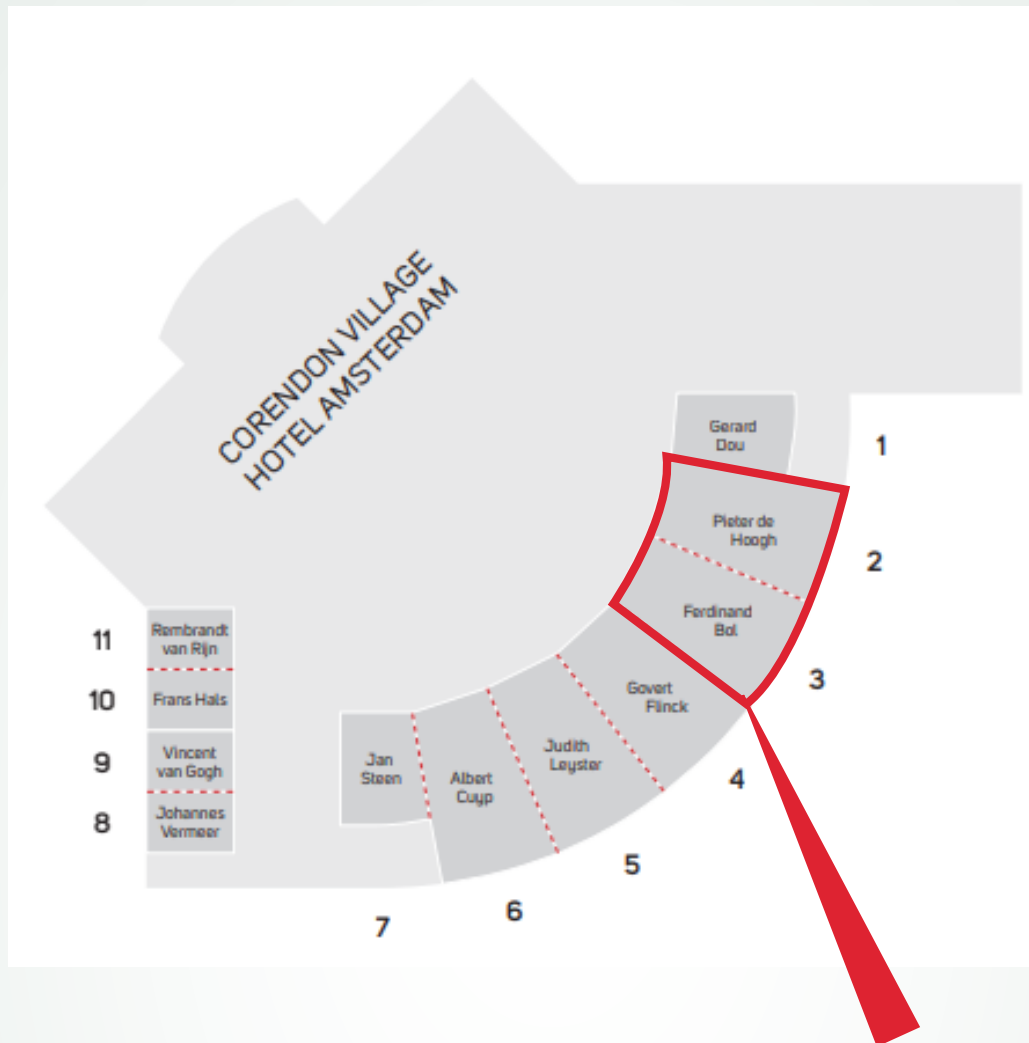 CORENDON VILLAGE
HOTEL AMSTERDAM
Gerard
Dou
1
Pieter de
Hoogh
2
Ferdinand
Bol
3
Govert
Flinck
4
Judith
Leyster
5
Albert
Cuyp
6
Jan
Steen
7
11
Rembrandt
van Rijn
10
Frans Hals
9
Vincent
van Gogh
8
Johannes
Vermeer